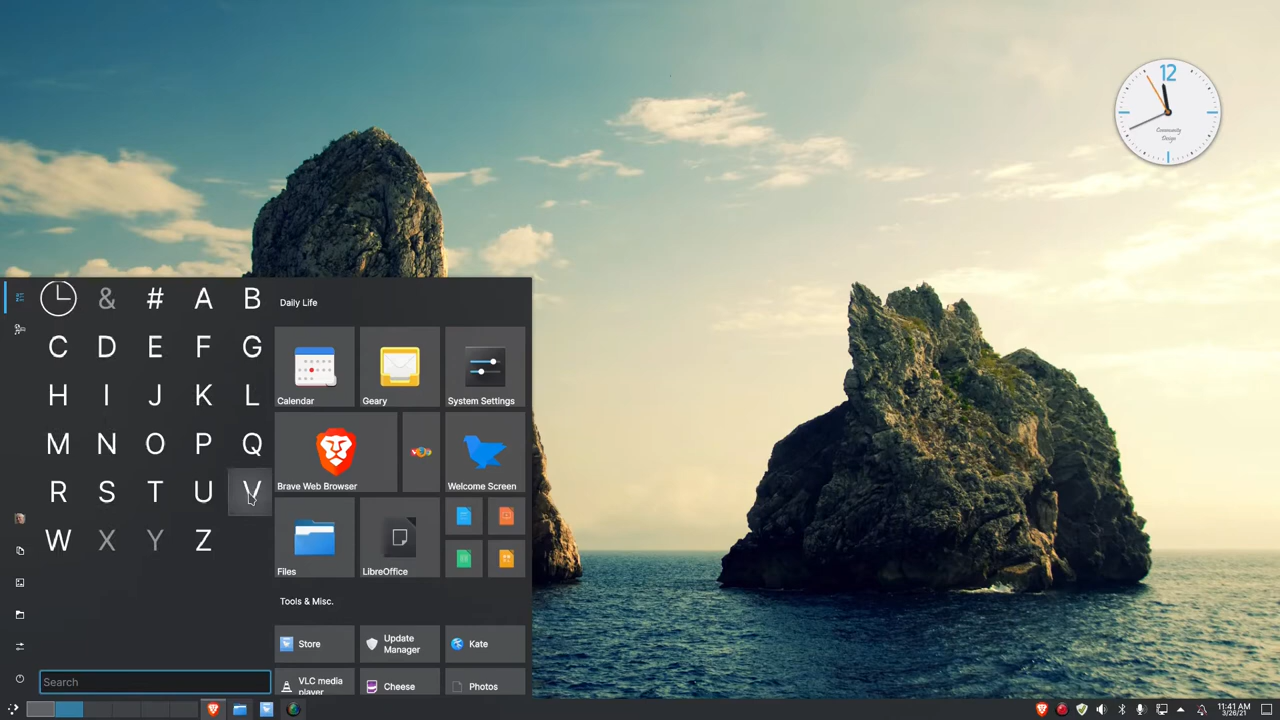 12
Community
Design
& # A B
C D E F G
H I J K L
M N O P Q
R S T U V
W X Y Z
Daily Life
Calendar
Geary
System Settings
Brave Web Browser
Welcome Screen
Files
LibreOffice
Tools & Misc.
Store
Update
Manager
Kate
VLC media
player
Cheese
Photos
Search
11:41 AM
3/26/21